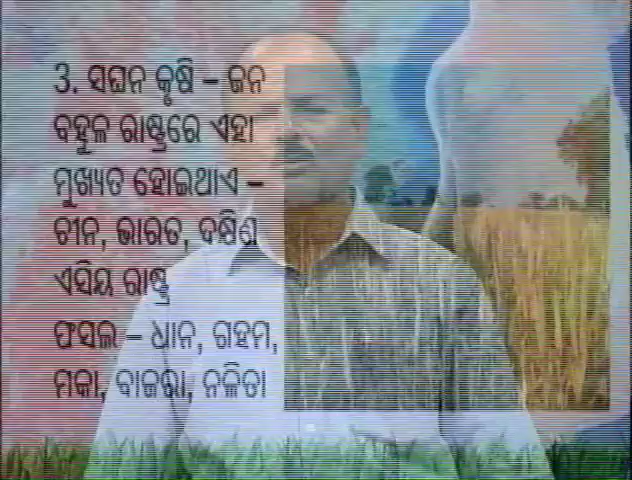 3. ସଘନ କୃଷି – ଜନ
ବହୁଳ ରାଷ୍ଟ୍ରରେ ଏହା
ମୁଖ୍ୟତ ହୋଇଥାଏ –
ଚୀନ, ଭାରତ, ଦକ୍ଷିଣ
ଏସିୟ ରାଷ୍ଟ୍ର
ଫସଲ – ଧାନ, ଗହମ,
ମକା, ବାଜରା, ନଳିତା